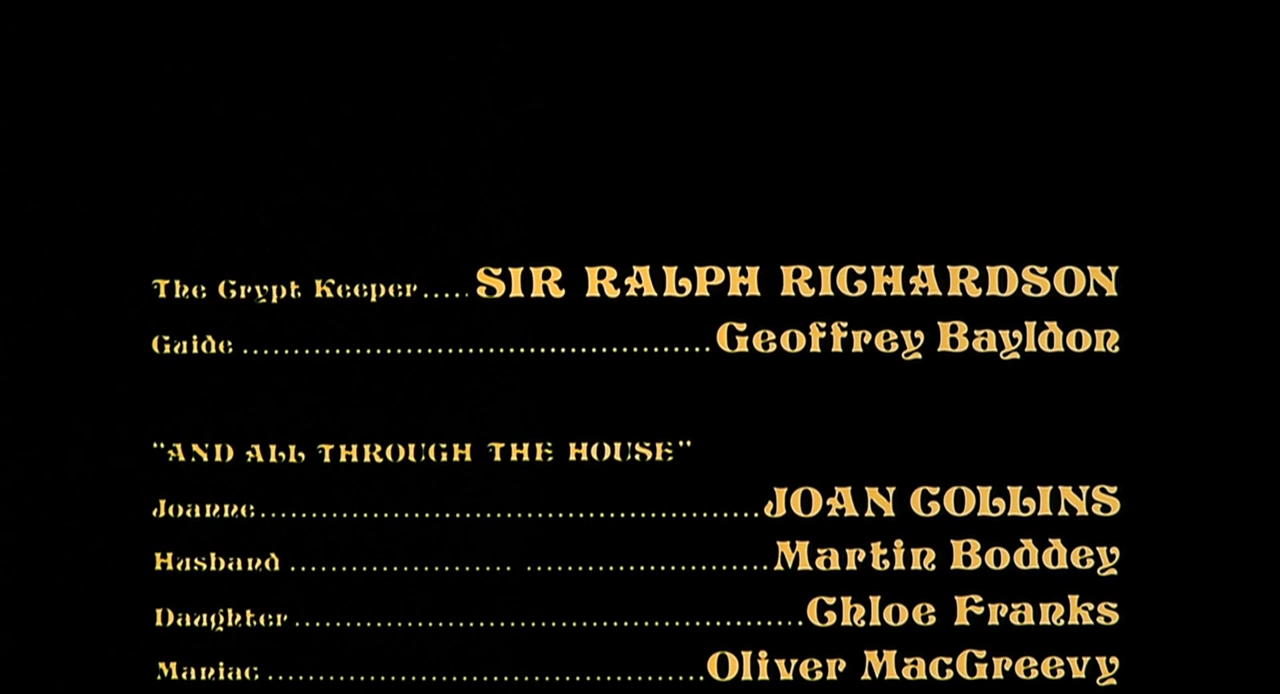 The Crypt Keeper.....SIR RALPH RICHARDSON
Guide .......................................Geoffrey Bayldon
"AND ALL THROUGH THE HOUSE"
Joanne..........................................JOAN COLLINS
Husband ................... .....................Martin Boddey
Daughter...........................................Chloe Franks
Maniac.....................................Oliver MacGreevy